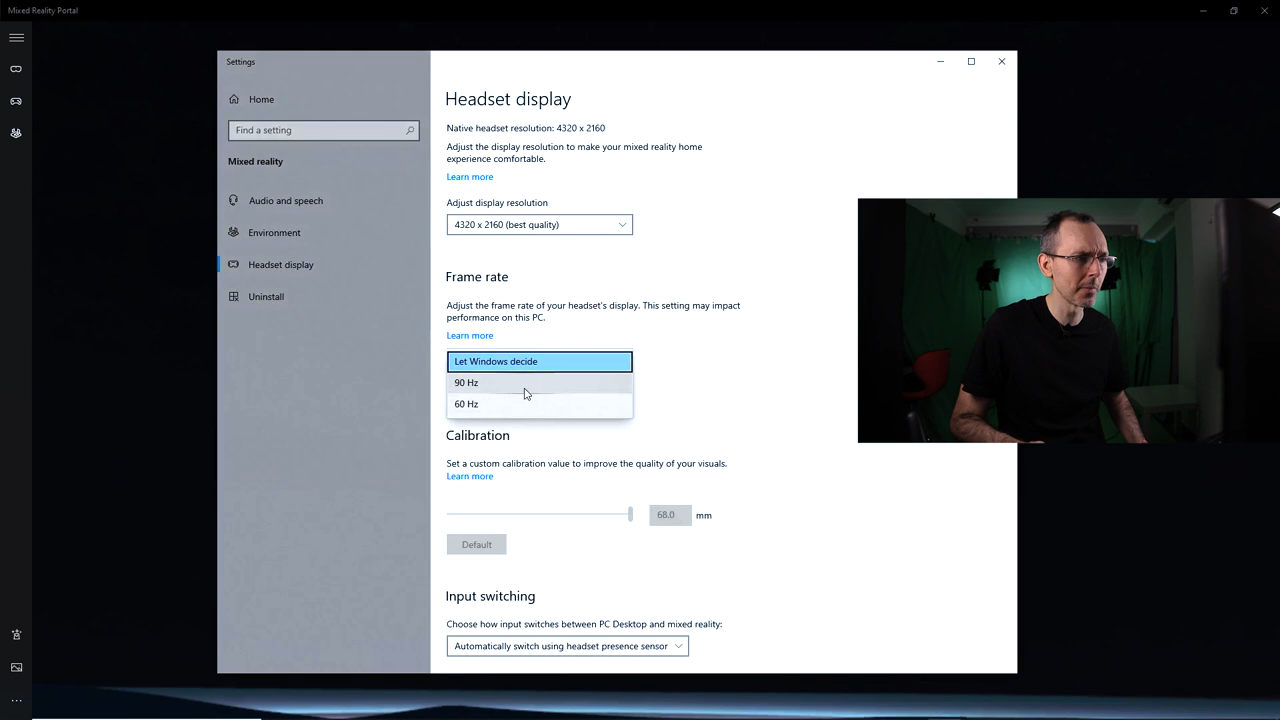 Mixed Reality Portal
Settings
Home
Find a setting
Mixed reality
Audio and speech
Environment
Headset display
Uninstall
Headset display
Native headset resolution: 4320 x 2160
Adjust the display resolution to make your mixed reality home
experience comfortable.
Learn more
Adjust display resolution
4320 x 2160 (best quality)
Frame rate
Adjust the frame rate of your headset's display. This setting may impact
performance on this PC.
Learn more
Let Windows decide
90 Hz
60 Hz
Calibration
Set a custom calibration value to improve the quality of your visuals.
Learn more
68.0 mm
Default
Input switching
Choose how input switches between PC Desktop and mixed reality:
Automatically switch using headset presence sensor